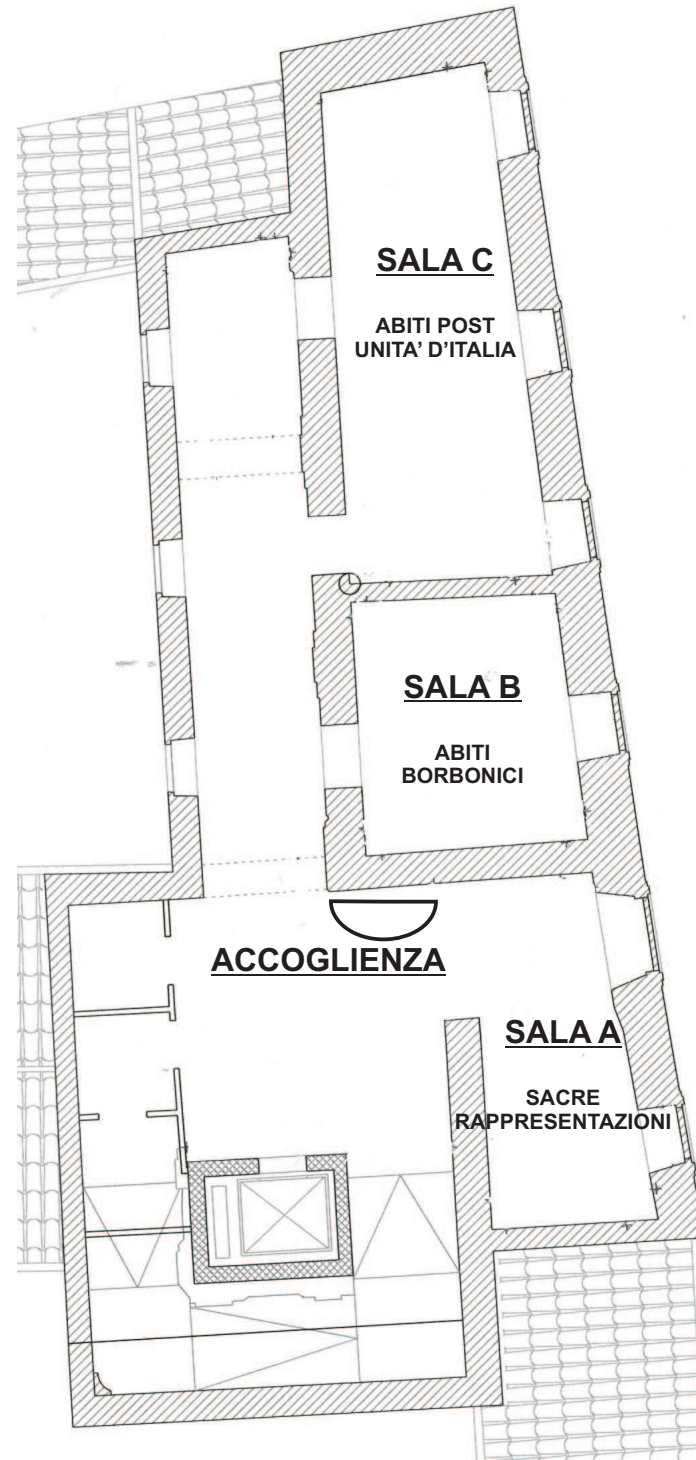 SALA C
ABITI POST
UNITA’ D’ITALIA
SALA B
ABITI
BORBONICI
ACCOGLIENZA
SALA A
SACRE
RAPPRESENTAZIONI